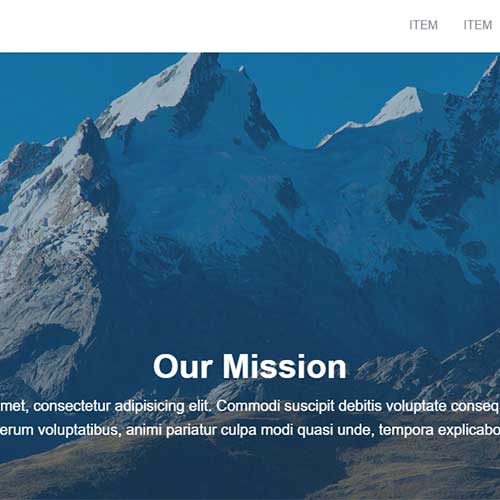 ITEM ITEM
Our Mission
met, consectetur adipisicing elit. Commodi suscipit debitis voluptate conseq
erum voluptatibus, animi pariatur culpa modi quasi unde, tempora explicabo